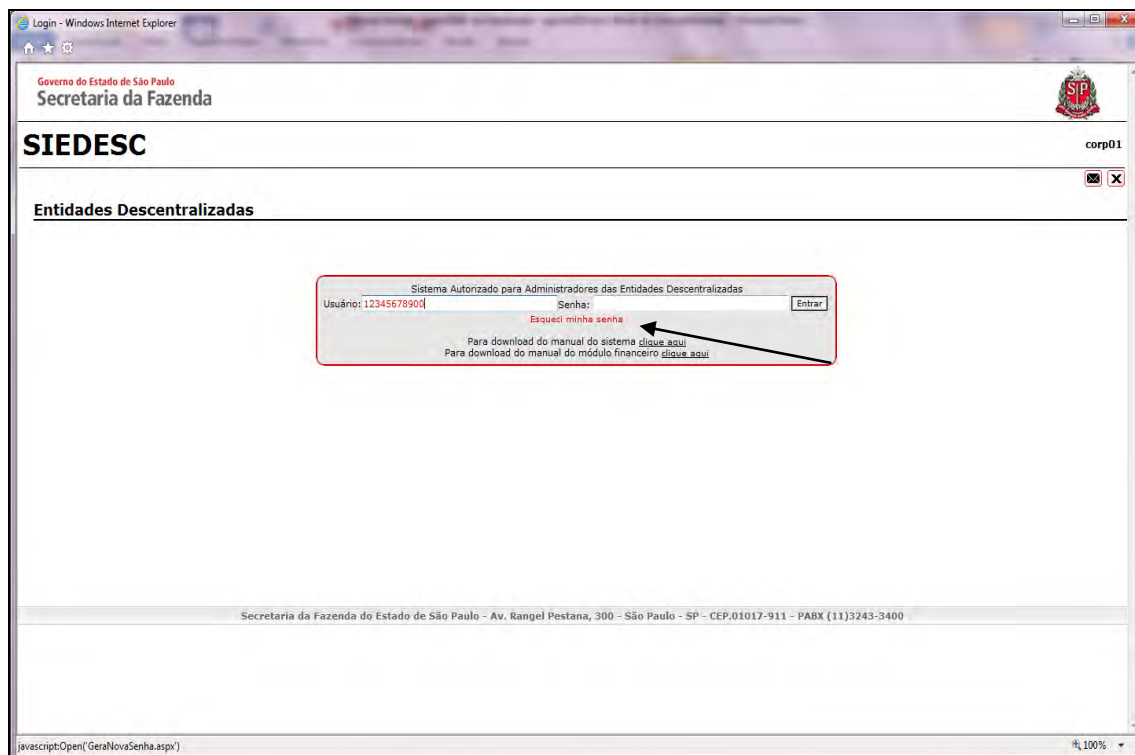 Login - Windows Internet Explorer
Governo do Estado de São Paulo
Secretaria da Fazenda
SP
SIEDESC
corp01
Entidades Descentralizadas
Sistema Autorizado para Administradores das Entidades Descentralizadas
Usuário: 12345678900 Senha: Entrar
Esqueci minha senha
Para download do manual do sistema clique aqui
Para download do manual do módulo financeiro clique aqui
Secretaria da Fazenda do Estado de São Paulo - Av. Rangel Pestana, 300 - São Paulo - SP - CEP.01017-911 - PABX (11)3243-3400
javascript:Open('GeraNovaSenha.aspx')
100%